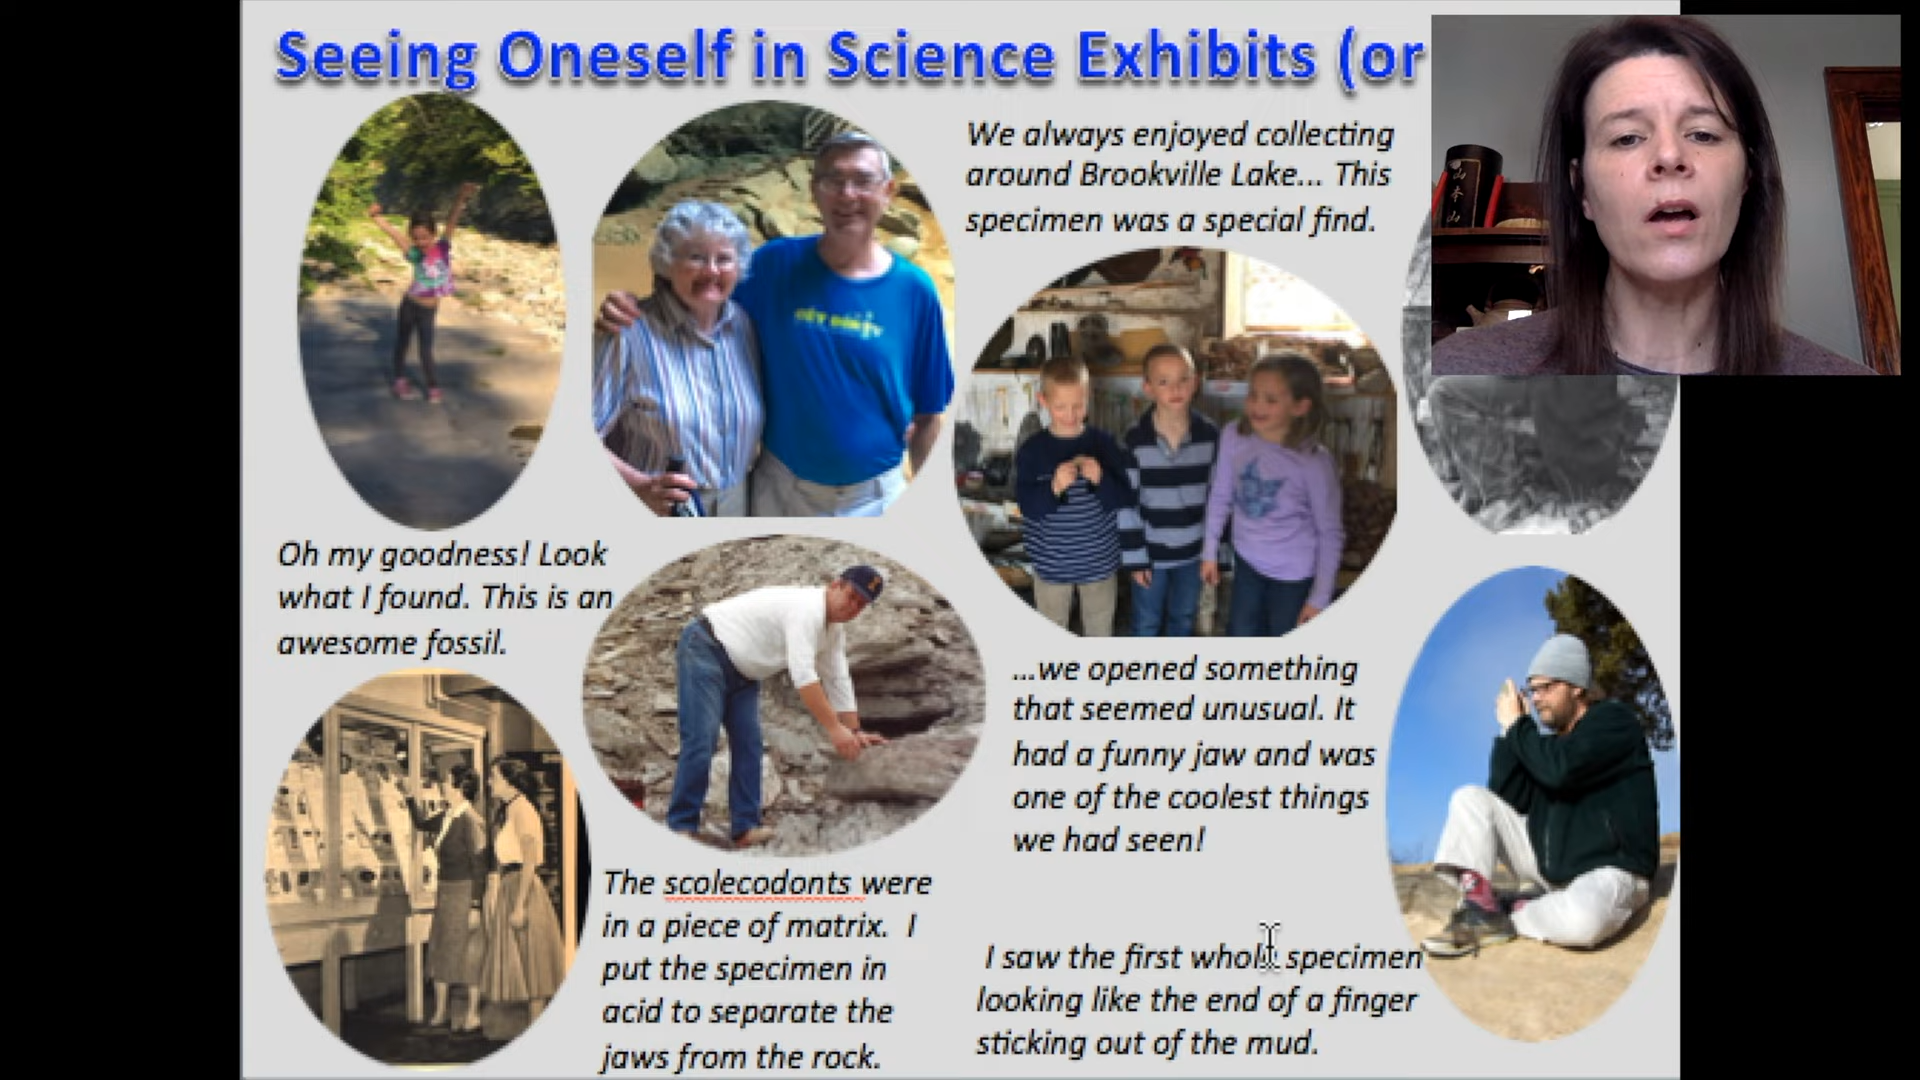 Seeing Oneself in Science Exhibits (or
We always enjoyed collecting
around Brookville Lake... This
specimen was a special find.
山本山
Oh my goodness! Look
what I found. This is an
awesome fossil.
...we opened something
that seemed unusual. It
had a funny jaw and was
one of the coolest things
we had seen!
The scolecodonts were
in a piece of matrix. I
put the specimen in
acid to separate the
jaws from the rock.
I saw the first whole specimen
looking like the end of a finger
sticking out of the mud.